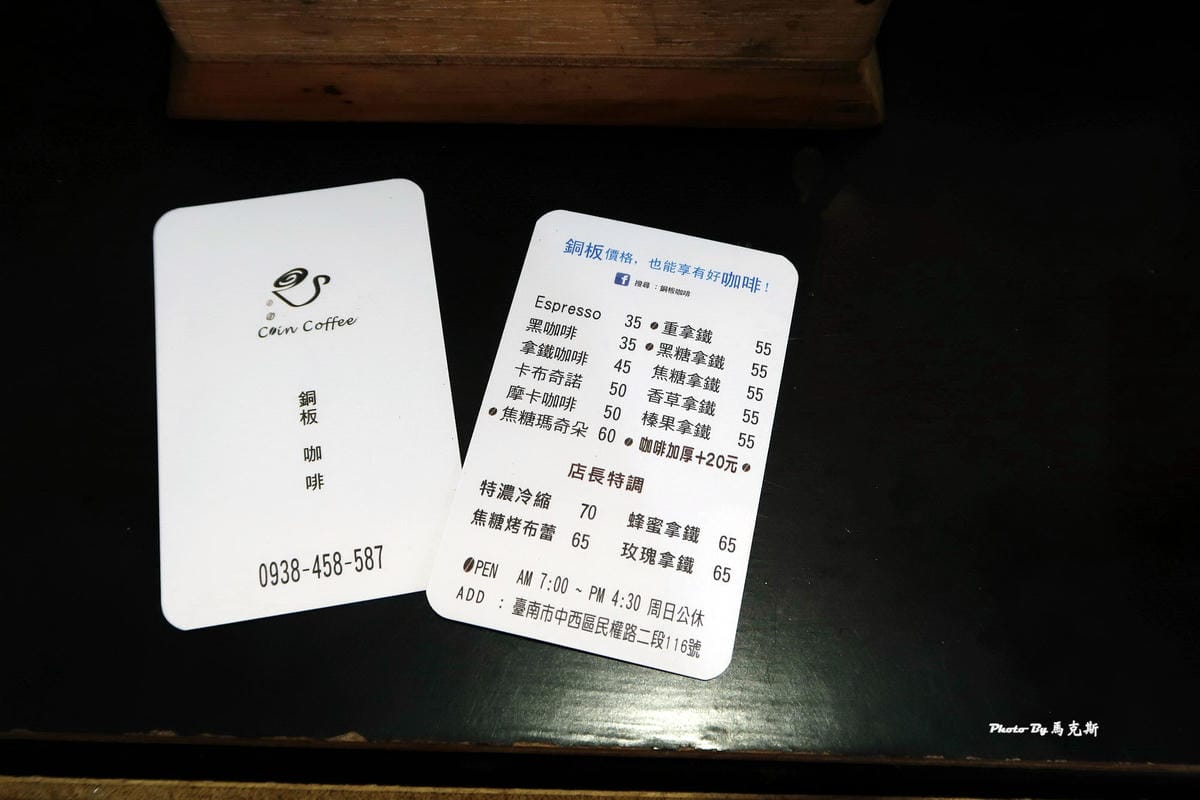 Coin Coffee
銅板
咖啡
0938-458-587
銅板價格，也能享有好咖啡！
搜尋：銅板咖啡
Espresso 35
黑咖啡 35
拿鐵咖啡 45
卡布奇諾 50
摩卡咖啡 50
焦糖瑪奇朵 60
重拿鐵 55
黑糖拿鐵 55
焦糖拿鐵 55
香草拿鐵 55
榛果拿鐵 55
咖啡加厚+20元
店長特調
特濃冷縮 70
焦糖烤布蕾 65
蜂蜜拿鐵 65
玫瑰拿鐵 65
OPEN AM 7:00 ~ PM 4:30 周日公休
ADD : 臺南市中西區民權路二段116號
Photo By 馬克斯